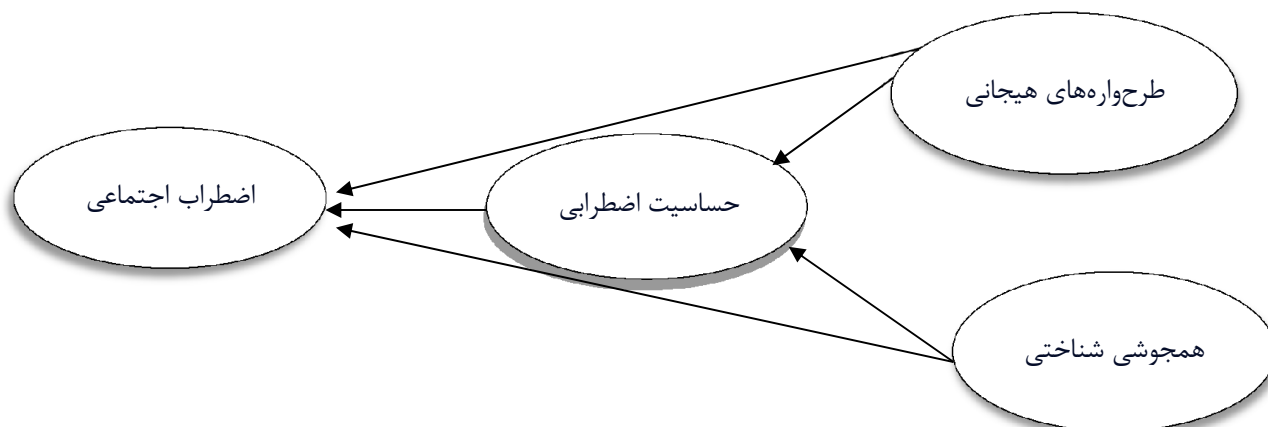 طرح‌واره‌های هیجانی
اضطراب اجتماعی
حساسیت اضطرابی
همجوشی شناختی